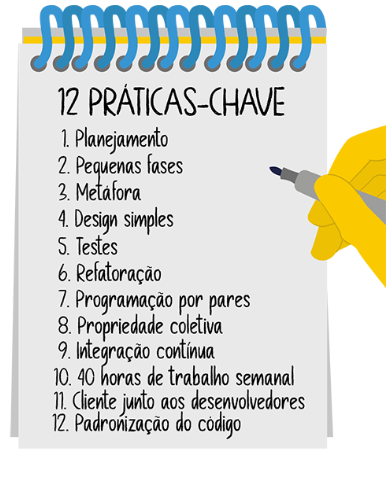 12 PRÁTICAS-CHAVE
1. Planejamento
2. Pequenas fases
3. Metáfora
4. Design simples
5. Testes
6. Refatoração
7. Programação por pares
8. Propriedade coletiva
9. Integração contínua
10. 40 horas de trabalho semanal
11. Cliente junto aos desenvolvedores
12. Padronização do código